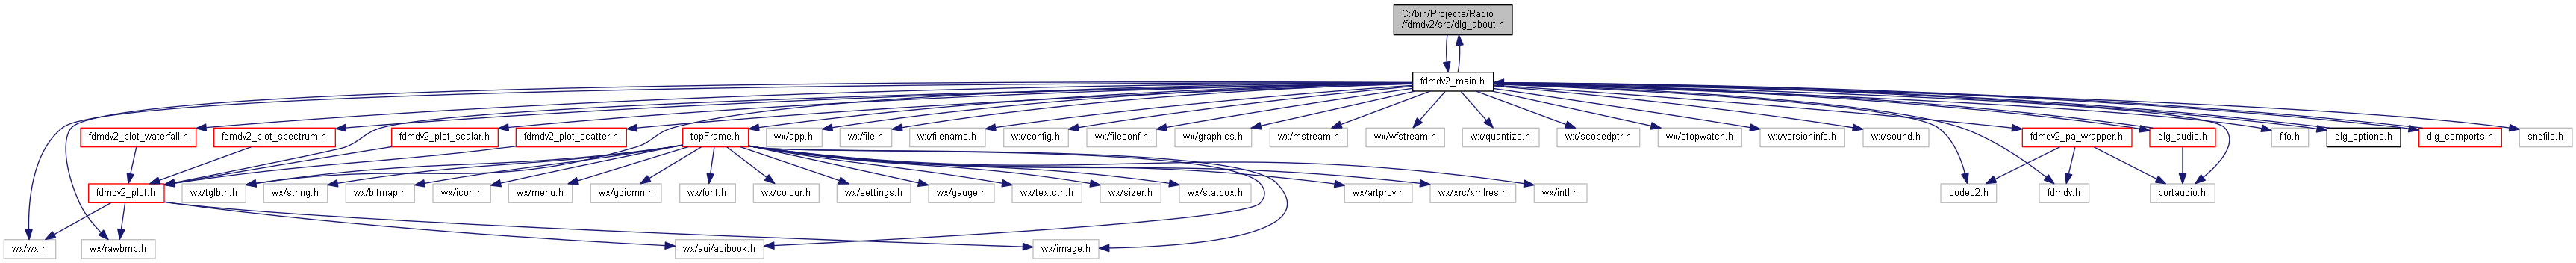 C:/bin/Projects/Radio
/fdmdv2/src/dlg_about.h
fdmdv2_main.h
fdmdv2_plot_waterfall.h
fdmdv2_plot_spectrum.h
fdmdv2_plot_scalar.h
fdmdv2_plot_scatter.h
topFrame.h
wx/app.h
wx/file.h
wx/filename.h
wx/config.h
wx/fileconf.h
wx/graphics.h
wx/mstream.h
wx/wfstream.h
wx/quantize.h
wx/scopedptr.h
wx/stopwatch.h
wx/versioninfo.h
wx/sound.h
fdmdv2_pa_wrapper.h
dlg_audio.h
fifo.h
dlg_options.h
dlg_comports.h
sndfile.h
fdmdv2_plot.h
wx/tglbtn.h
wx/string.h
wx/bitmap.h
wx/icon.h
wx/menu.h
wx/gdicmn.h
wx/font.h
wx/colour.h
wx/settings.h
wx/gauge.h
wx/textctrl.h
wx/sizer.h
wx/statbox.h
wx/artprov.h
wx/xrc/xmlres.h
wx/intl.h
codec2.h
fdmdv.h
portaudio.h
wx/wx.h
wx/rawbmp.h
wx/aui/auibook.h
wx/image.h